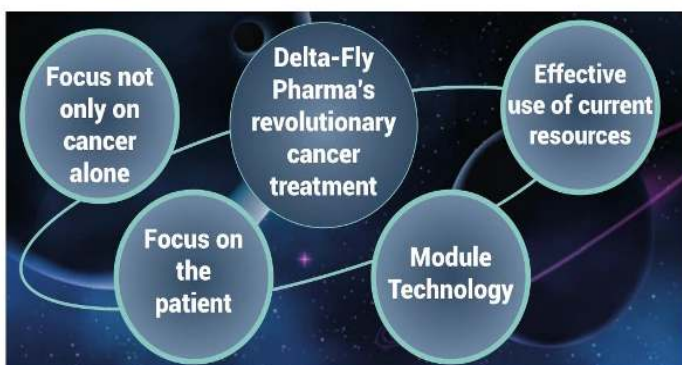 Focus not
only on
cancer
alone
Delta-Fly
Pharma's
revolutionary
cancer
treatment
Effective
use of current
resources
Focus on
the
patient
Module
Technology